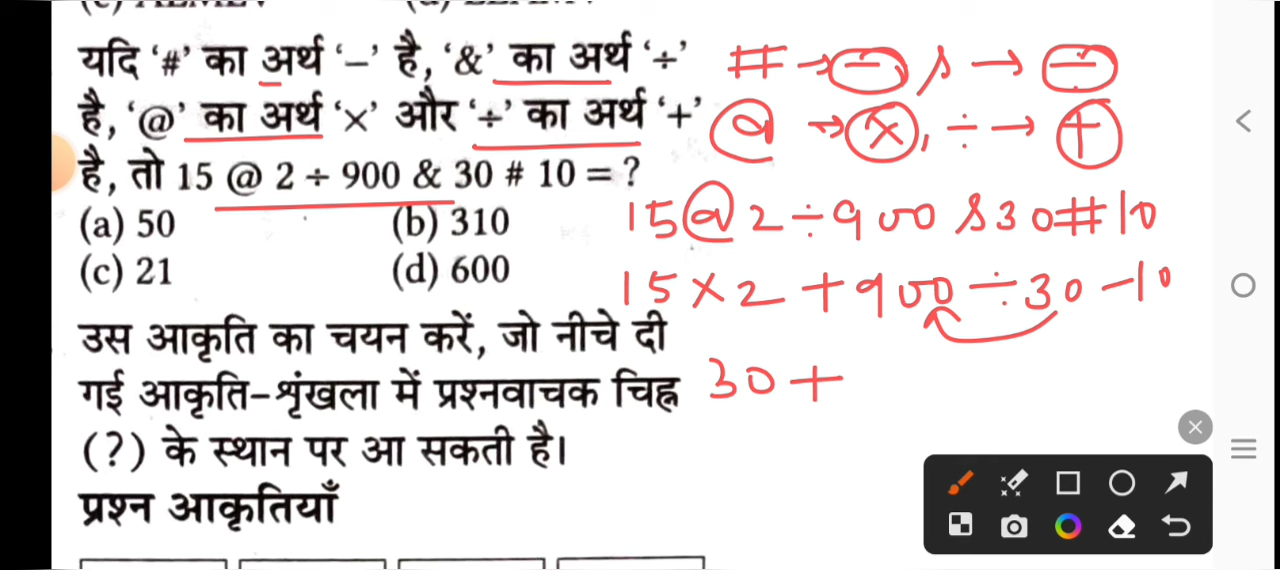 यदि '#' का अर्थ '–' है, '&' का अर्थ '÷'
है, '@' का अर्थ '×' और '÷' का अर्थ '+'
है, तो 15 @ 2 ÷ 900 & 30 # 10 = ?
(a) 50 (b) 310
(c) 21 (d) 600
उस आकृति का चयन करें, जो नीचे दी
गई आकृति-शृंखला में प्रश्नवाचक चिह्न
(?) के स्थान पर आ सकती है।
प्रश्न आकृतियाँ
# → −, & → ÷
@ → ×, ÷ → +
15 @ 2 ÷ 900 & 30 # 10
15 × 2 + 900 ÷ 30 − 10
30 +